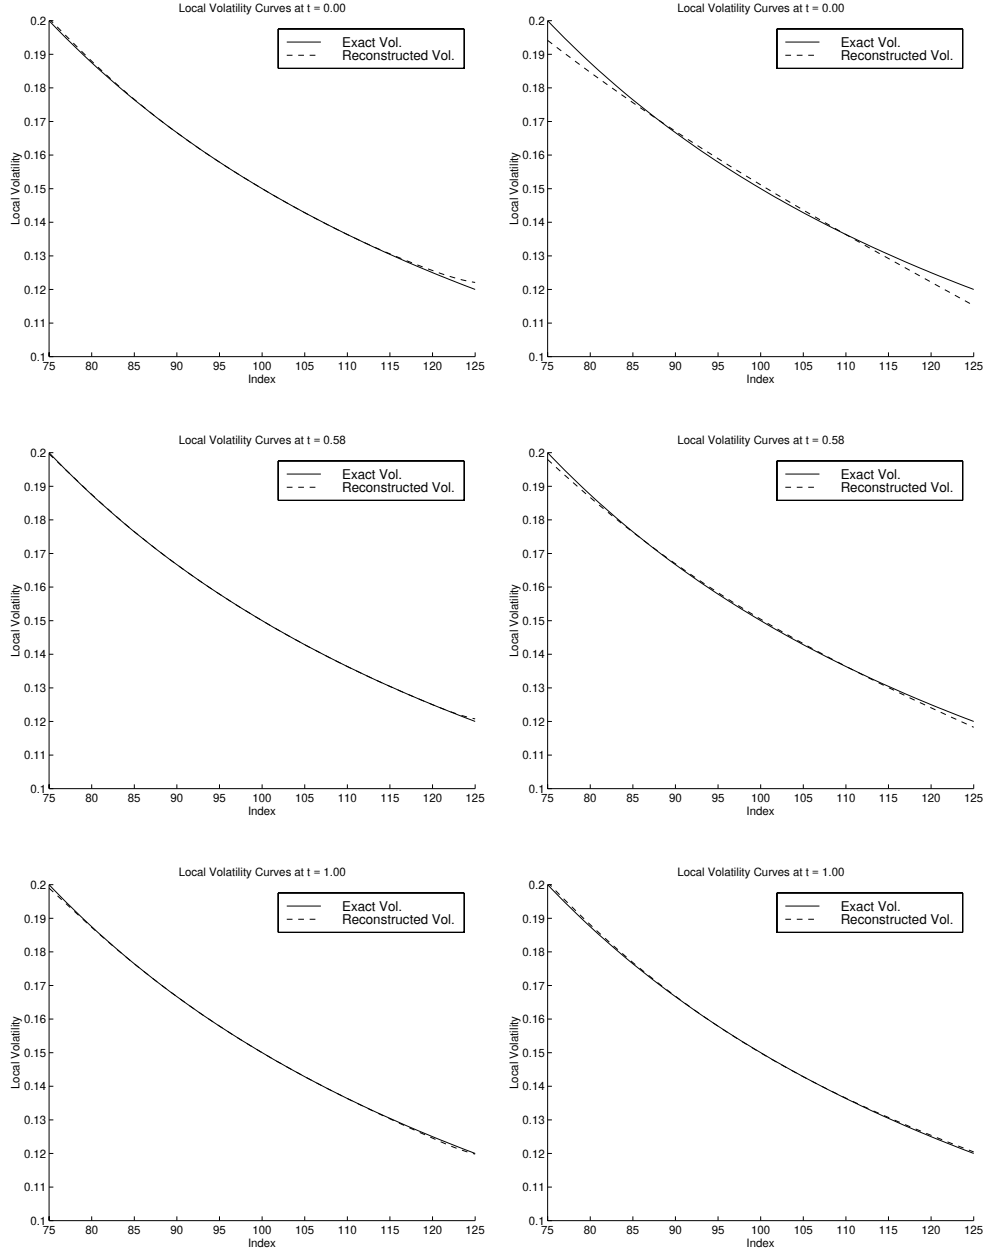 Local Volatility Curves at t = 0.00
Exact Vol.
Reconstructed Vol.
Local Volatility
0.2
0.19
0.18
0.17
0.16
0.15
0.14
0.13
0.12
0.11
0.1
75 80 85 90 95 100 105 110 115 120 125
Index
Local Volatility Curves at t = 0.00
Exact Vol.
Reconstructed Vol.
Local Volatility
0.2
0.19
0.18
0.17
0.16
0.15
0.14
0.13
0.12
0.11
0.1
75 80 85 90 95 100 105 110 115 120 125
Index
Local Volatility Curves at t = 0.58
Exact Vol.
Reconstructed Vol.
Local Volatility
0.2
0.19
0.18
0.17
0.16
0.15
0.14
0.13
0.12
0.11
0.1
75 80 85 90 95 100 105 110 115 120 125
Index
Local Volatility Curves at t = 0.58
Exact Vol.
Reconstructed Vol.
Local Volatility
0.2
0.19
0.18
0.17
0.16
0.15
0.14
0.13
0.12
0.11
0.1
75 80 85 90 95 100 105 110 115 120 125
Index
Local Volatility Curves at t = 1.00
Exact Vol.
Reconstructed Vol.
Local Volatility
0.2
0.19
0.18
0.17
0.16
0.15
0.14
0.13
0.12
0.11
0.1
75 80 85 90 95 100 105 110 115 120 125
Index
Local Volatility Curves at t = 1.00
Exact Vol.
Reconstructed Vol.
Local Volatility
0.2
0.19
0.18
0.17
0.16
0.15
0.14
0.13
0.12
0.11
0.1
75 80 85 90 95 100 105 110 115 120 125
Index